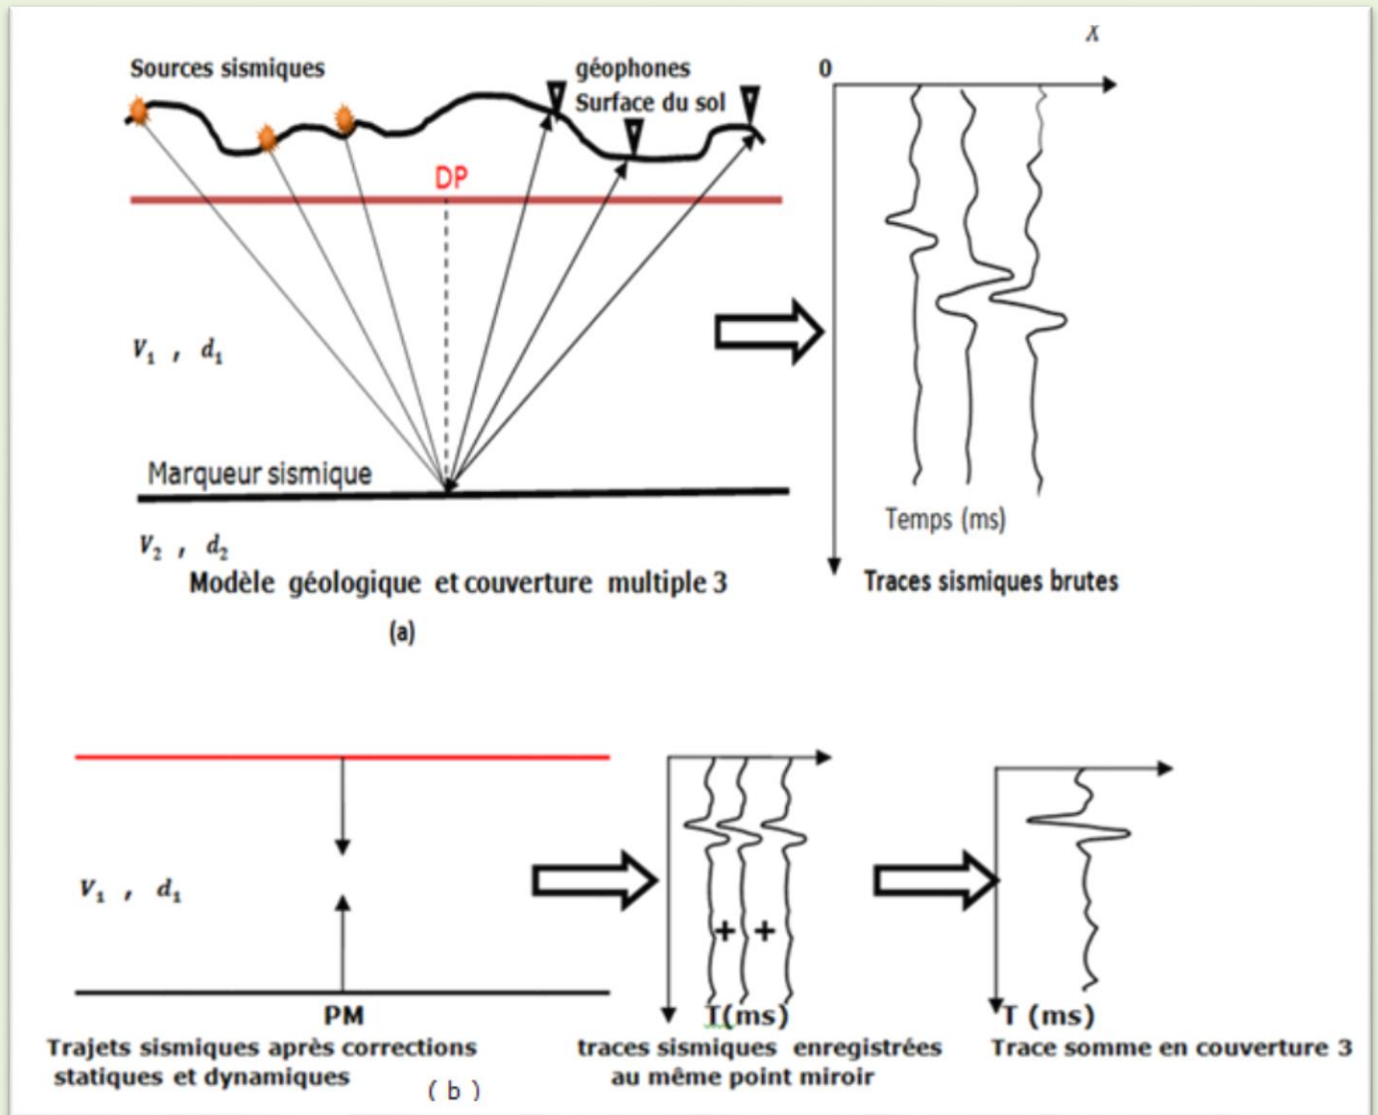 X
Sources sismiques
géophones
0
Surface du sol
DP
V₁ , d₁
Marqueur sismique
Temps (ms)
V₂ , d₂
Modèle géologique et couverture multiple 3
Traces sismiques brutes
(a)
V₁ , d₁
+ +
PM
T(ms)
T (ms)
Trajets sismiques après corrections
statiques et dynamiques
traces sismiques enregistrées
au même point miroir
Trace somme en couverture 3
( b )